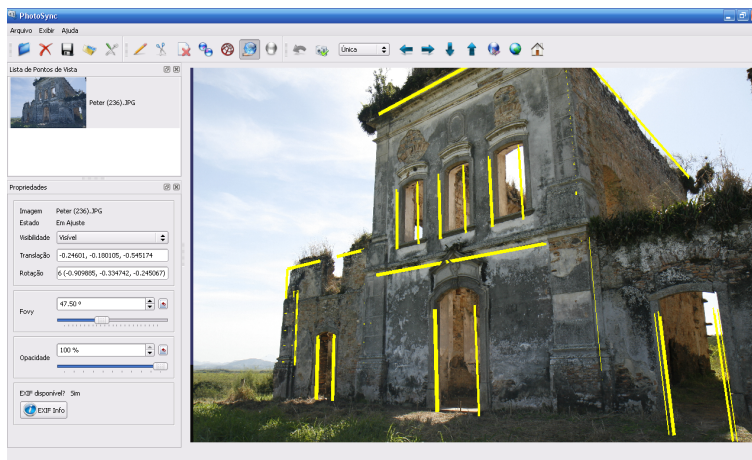 PhotoSync
Arquivo Exibir Ajuda
Única
Lista de Pontos de Vista
Peter (236).JPG
Propriedades
Imagem Peter (236).JPG
Estado Em Ajuste
Visibilidade Visível
Translação -0.24601, -0.180105, -0.545174
Rotação 6 (-0.909885, -0.334742, -0.245067)
Fovy 47.50 º
Opacidade 100 %
EXIF disponível? Sim
EXIF Info